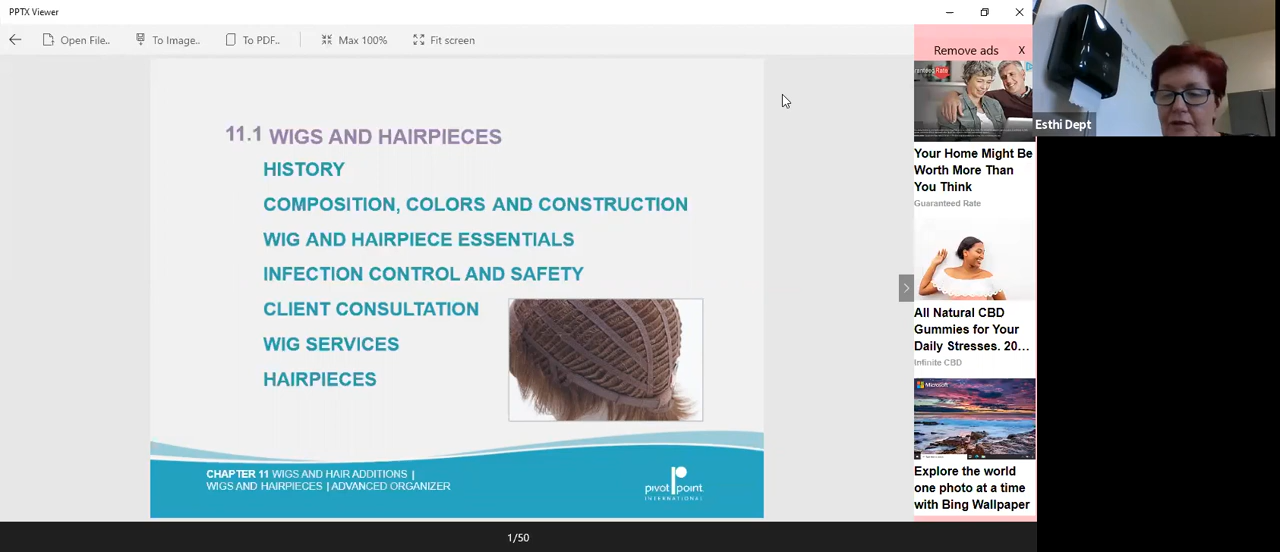 PPTX Viewer
Open File..
To Image..
To PDF..
Max 100%
Fit screen
Remove ads X
11.1 WIGS AND HAIRPIECES
HISTORY
COMPOSITION, COLORS AND CONSTRUCTION
WIG AND HAIRPIECE ESSENTIALS
INFECTION CONTROL AND SAFETY
CLIENT CONSULTATION
WIG SERVICES
HAIRPIECES
CHAPTER 11 WIGS AND HAIR ADDITIONS |
WIGS AND HAIRPIECES | ADVANCED ORGANIZER
pivot point
INTERNATIONAL
1/50
Your Home Might Be
Worth More Than
You Think
Guaranteed Rate
All Natural CBD
Gummies for Your
Daily Stresses. 20...
Infinite CBD
Microsoft
Explore the world
one photo at a time
with Bing Wallpaper
Esthi Dept